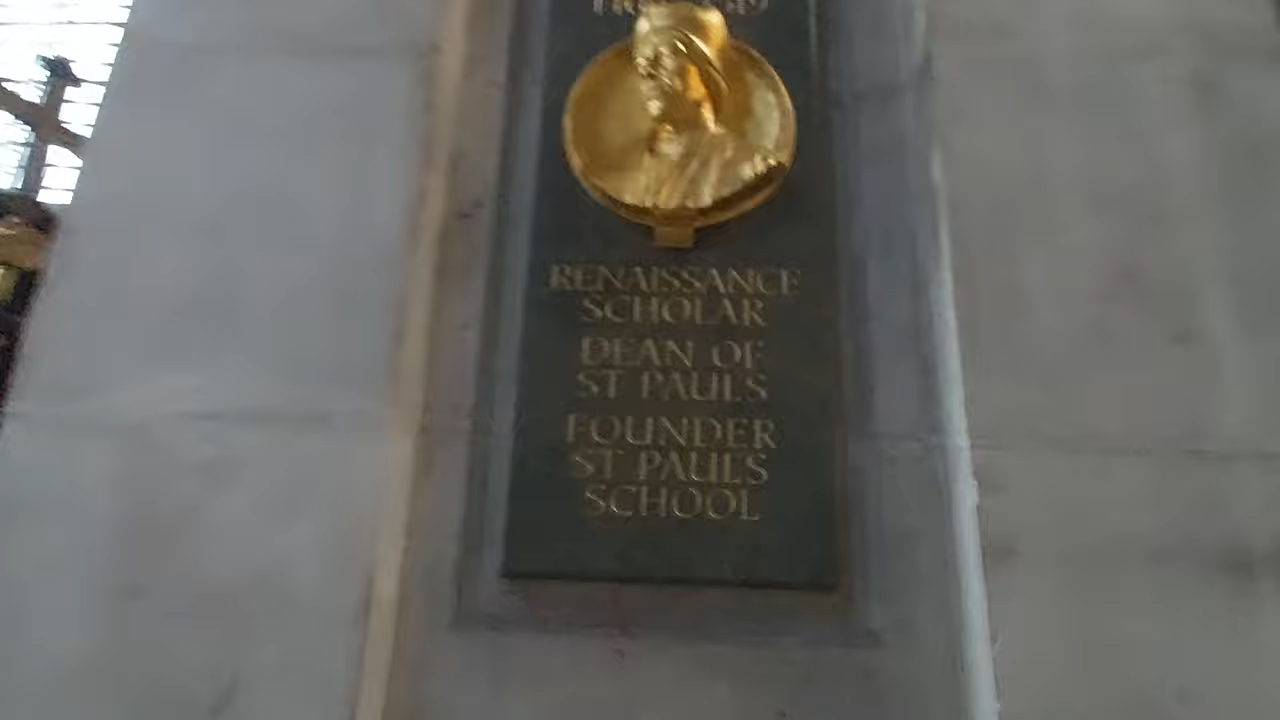 RENAISSANCE
SCHOLAR
DEAN OF
ST PAULS
FOUNDER
ST PAULS
SCHOOL